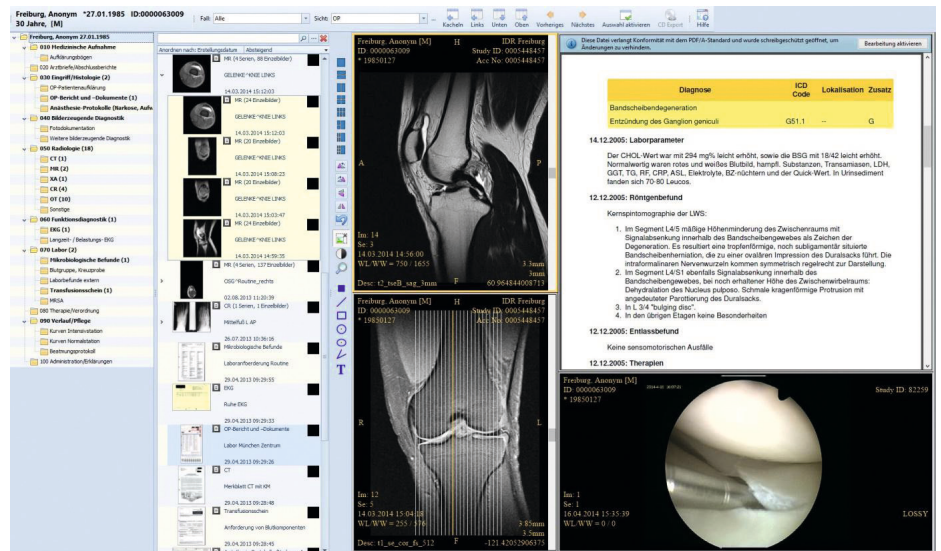 Freiburg, Anonym *27.01.1985 ID:0000063009
30 Jahre, [M]
Fall: Alle
Sicht: OP
Kacheln Links Unten Oben Vorheriges Nächstes Auswahl aktivieren CD Export Hilfe
Freiburg, Anonym 27.01.1985
010 Medizinische Aufnahme
Aufklärungsbögen
020 Arztbriefe/Abschlussberichte
030 Eingriff/Histologie (2)
OP-Patientenaufklärung
OP-Bericht und -Dokumente (1)
Anästhesie-Protokolle (Narkose, Aufw
040 Bilderzeugende Diagnostik
Fotodokumentation
Weitere bilderzeugende Diagnostik
050 Radiologie (18)
CT (1)
MR (2)
XA (1)
CR (4)
OT (10)
Sonstige
060 Funktionsdiagnostik (1)
EKG (1)
Langzeit- / Belastungs- EKG
070 Labor (2)
Mikrobiologische Befunde (1)
Blutgruppe, Kreuzprobe
Laborbefunde extern
Transfusionsschein (1)
MRSA
080 Therapie/Verordnung
090 Verlauf/Pflege
Kurven Intensivstation
Kurven Normalstation
Beatmungsprotokoll
100 Administration/Erklärungen
Anordnen nach: Erstellungsdatum Absteigend
MR (4 Serien, 88 Einzelbilder)
GELENKE^KNIE LINKS
14.03.2014 15:12:03
MR (24 Einzelbilder)
GELENKE^KNIE LINKS
14.03.2014 15:12:03
MR (20 Einzelbilder)
GELENKE^KNIE LINKS
14.03.2014 15:08:23
MR (20 Einzelbilder)
GELENKE^KNIE LINKS
14.03.2014 15:03:47
MR (24 Einzelbilder)
GELENKE^KNIE LINKS
14.03.2014 14:59:35
MR (4 Serien, 137 Einzelbilder)
OSG^Routine_rechts
02.08.2013 11:20:39
CR (1 Serien, 1 Einzelbilder)
Mittelfuß L AP
26.07.2013 10:36:16
Mikrobiologische Befunde
Laboranforderung Routine
29.04.2013 09:29:55
EKG
Ruhe EKG
29.04.2013 09:29:33
OP-Bericht und -Dokumente
Labor München Zentrum
29.04.2013 09:29:26
CT
Merkblatt CT mit KM
29.04.2013 09:28:48
Transfusionsschein
Anforderung von Blutkomponenten
29.04.2013 09:28:45
Freiburg, Anonym [M] H IDR Freiburg
ID: 0000063009 Study ID: 0005448457
* 19850127 Acc No: 0005448457
A P
Im: 14
Se: 3
14.03.2014 14:56:00 3.3mm
WL/WW = 750 / 1655 3mm
Desc: t2_tseB_sag_3mm F 60.964844008713
Freiburg, Anonym [M] H IDR Freiburg
ID: 0000063009 Study ID: 0005448457
* 19850127 Acc No: 0005448457
R L
Im: 12
Se: 5
14.03.2014 15:04:18 3.85mm
WL/WW = 255 / 576 3.5mm
Desc: t1_se_cor_fs_512 F -121.42052906375
Diese Datei verlangt Konformität mit dem PDF/A-Standard und wurde schreibgeschützt geöffnet, um
Änderungen zu verhindern.
Bearbeitung aktivieren
Diagnose ICD Code Lokalisation Zusatz
Bandscheibendegeneration
Entzündung des Ganglion geniculi G51.1 -- G
14.12.2005: Laborparameter
Der CHOL-Wert war mit 294 mg% leicht erhöht, sowie die BSG mit 18/42 leicht erhöht.
Normalwertig waren rotes und weißes Blutbild, hampfl. Substanzen, Transamiasen, LDH,
GGT, TG, RF, CRP, ASL, Elektrolyte, BZ-nüchtern und der Quick-Wert. In Urinsediment
fanden sich 70-80 Leucos.
12.12.2005: Röntgenbefund
Kernspintomographie der LWS:
1. Im Segment L4/5 mäßige Höhenminderung des Zwischenraums mit
Signalabsenkung innerhalb des Bandscheibengewebes als Zeichen der
Degeneration. Es resultiert eine tropfenförmige, noch subligamentär situierte
Bandscheibenherniation, die zu einer ovalären Impression des Duralsacks führt. Die
intraforaminalen Nervenwurzeln kommen symmetrisch regelrecht zur Darstellung.
2. Im Segment L4/S1 ebenfalls Signalabsenkung innerhalb des
Bandscheibengewebes, bei noch erhaltener Höhe des Zwischenwirbelraums:
Dehydralation des Nucleus pulposo. Schmale kragenförmige Protrusion mit
angedeuteter Parottierung des Duralsacks.
3. In L 3/4 "bulging disc".
4. In den übrigen Etagen keine Besonderheiten
12.12.2005: Entlassbefund
Keine sensomotorischen Ausfälle
12.12.2005: Therapien
Freiburg, Anonym [M]
ID: 0000063009 Study ID: 82259
* 19850127
Im: 1
Se: 1
16.04.2014 15:35:39
WL/WW = 0 / 0 LOSSY